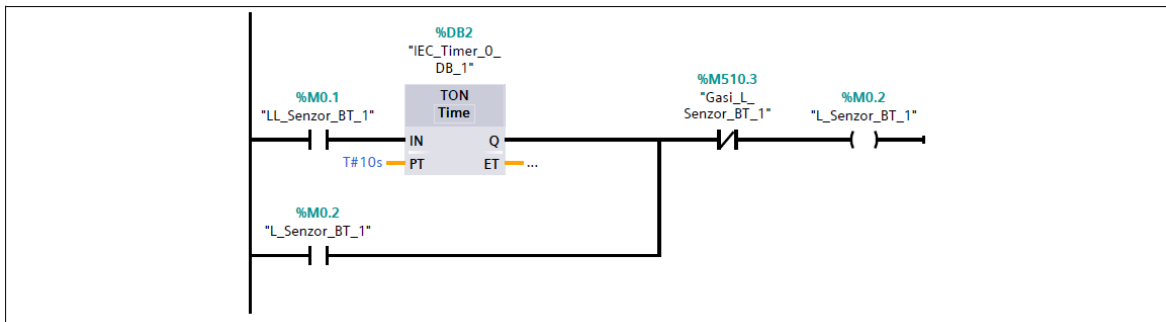 %DB2
"IEC_Timer_0_
DB_1"
%M0.1
"LL_Senzor_BT_1"
TON
Time
IN
Q
T#10s
PT
ET
...
%M510.3
"Gasi_L_
Senzor_BT_1"
%M0.2
"L_Senzor_BT_1"
%M0.2
"L_Senzor_BT_1"